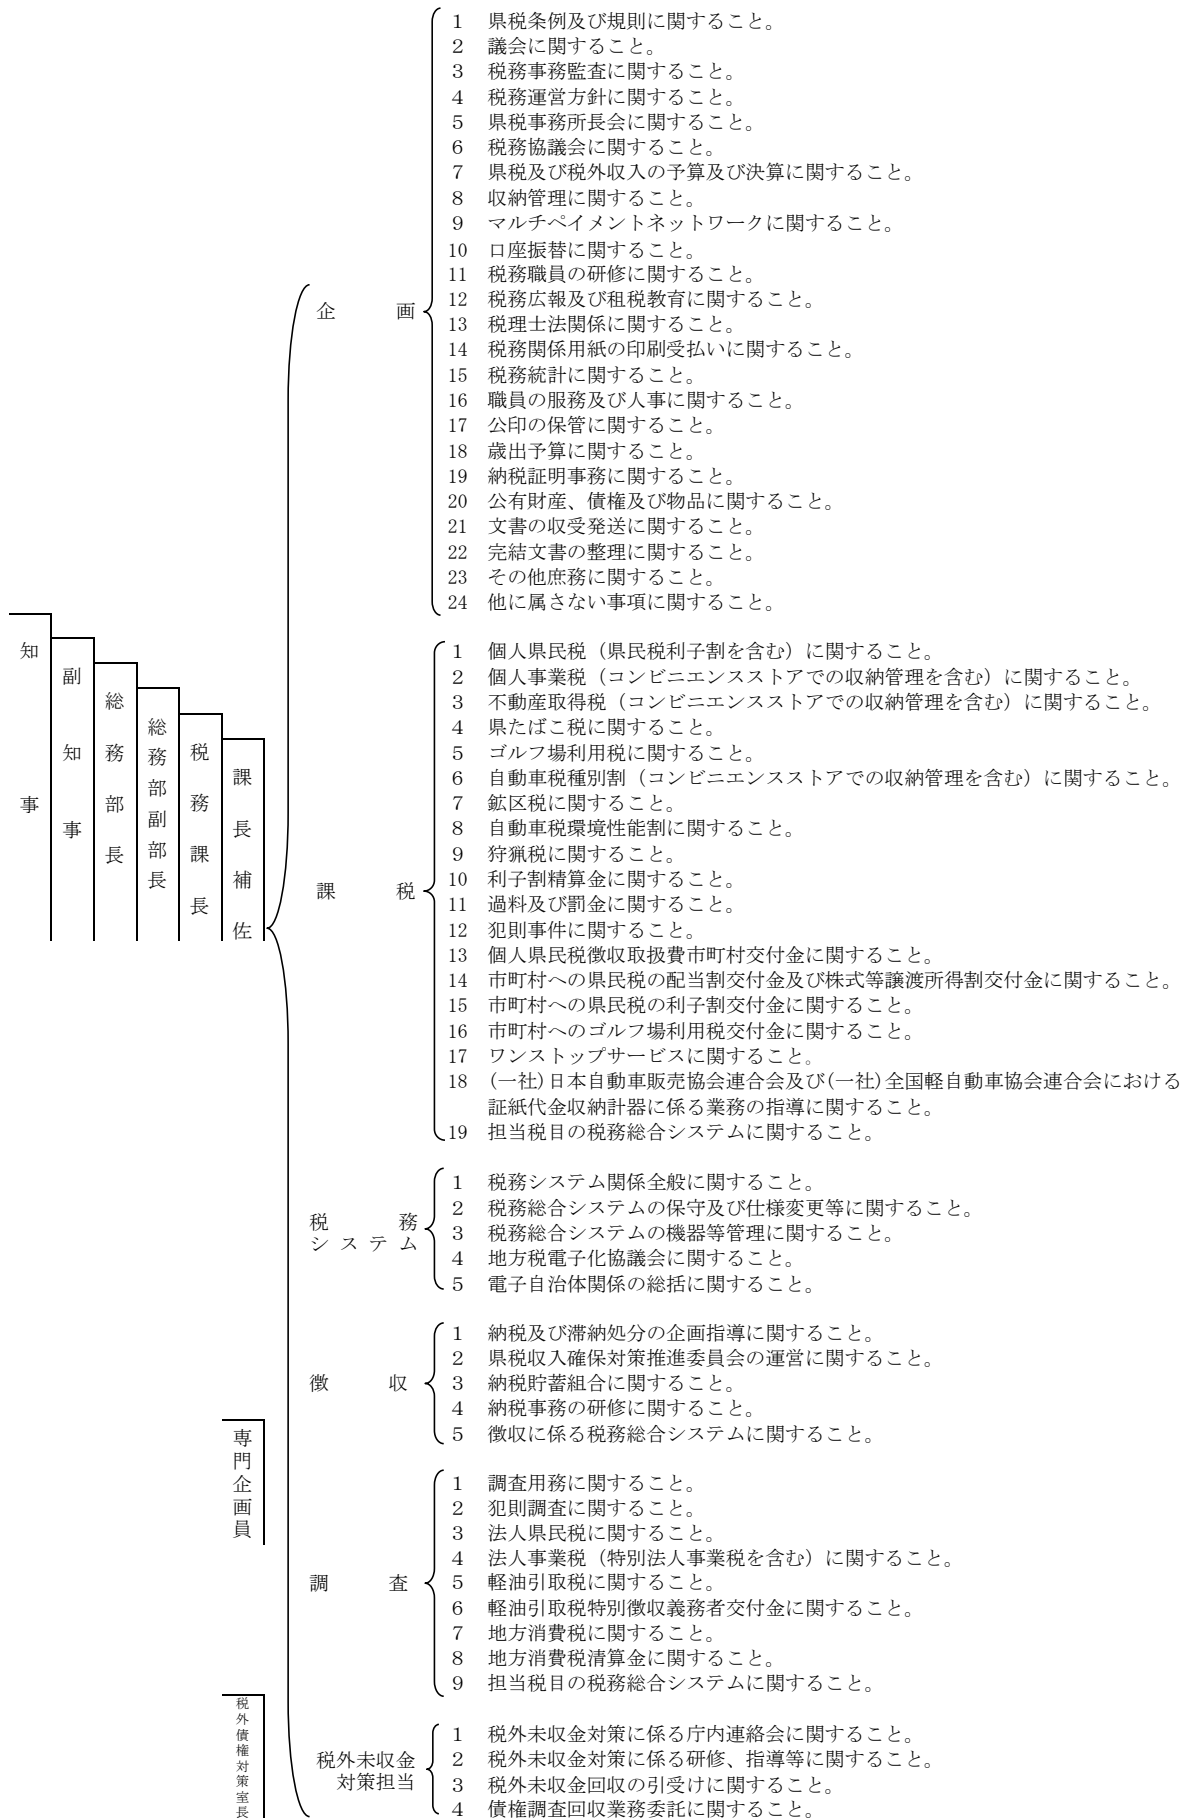 知事
副知事
総務部長
総務部副部長
税務課長
課長補佐
専門企画員
税外債権対策室長
企画
1 県税条例及び規則に関すること。
2 議会に関すること。
3 税務事務監査に関すること。
4 税務運営方針に関すること。
5 県税事務所長会に関すること。
6 税務協議会に関すること。
7 県税及び税外収入の予算及び決算に関すること。
8 収納管理に関すること。
9 マルチペイメントネットワークに関すること。
10 口座振替に関すること。
11 税務職員の研修に関すること。
12 税務広報及び租税教育に関すること。
13 税理士法関係に関すること。
14 税務関係用紙の印刷受払いに関すること。
15 税務統計に関すること。
16 職員の服務及び人事に関すること。
17 公印の保管に関すること。
18 歳出予算に関すること。
19 納税証明事務に関すること。
20 公有財産、債権及び物品に関すること。
21 文書の収受発送に関すること。
22 完結文書の整理に関すること。
23 その他庶務に関すること。
24 他に属さない事項に関すること。
課税
1 個人県民税（県民税利子割を含む）に関すること。
2 個人事業税（コンビニエンスストアでの収納管理を含む）に関すること。
3 不動産取得税（コンビニエンスストアでの収納管理を含む）に関すること。
4 県たばこ税に関すること。
5 ゴルフ場利用税に関すること。
6 自動車税種別割（コンビニエンスストアでの収納管理を含む）に関すること。
7 鉱区税に関すること。
8 自動車税環境性能割に関すること。
9 狩猟税に関すること。
10 利子割精算金に関すること。
11 過料及び罰金に関すること。
12 犯則事件に関すること。
13 個人県民税徴収取扱費市町村交付金に関すること。
14 市町村への県民税の配当割交付金及び株式等譲渡所得割交付金に関すること。
15 市町村への県民税の利子割交付金に関すること。
16 市町村へのゴルフ場利用税交付金に関すること。
17 ワンストップサービスに関すること。
18 (一社)日本自動車販売協会連合会及び(一社)全国軽自動車協会連合会における
証紙代金収納計器に係る業務の指導に関すること。
19 担当税目の税務総合システムに関すること。
税務
システム
1 税務システム関係全般に関すること。
2 税務総合システムの保守及び仕様変更等に関すること。
3 税務総合システムの機器等管理に関すること。
4 地方税電子化協議会に関すること。
5 電子自治体関係の総括に関すること。
徴収
1 納税及び滞納処分の企画指導に関すること。
2 県税収入確保対策推進委員会の運営に関すること。
3 納税貯蓄組合に関すること。
4 納税事務の研修に関すること。
5 徴収に係る税務総合システムに関すること。
調査
1 調査用務に関すること。
2 犯則調査に関すること。
3 法人県民税に関すること。
4 法人事業税（特別法人事業税を含む）に関すること。
5 軽油引取税に関すること。
6 軽油引取税特別徴収義務者交付金に関すること。
7 地方消費税に関すること。
8 地方消費税清算金に関すること。
9 担当税目の税務総合システムに関すること。
税外未収金
対策担当
1 税外未収金対策に係る庁内連絡会に関すること。
2 税外未収金対策に係る研修、指導等に関すること。
3 税外未収金回収の引受けに関すること。
4 債権調査回収業務委託に関すること。